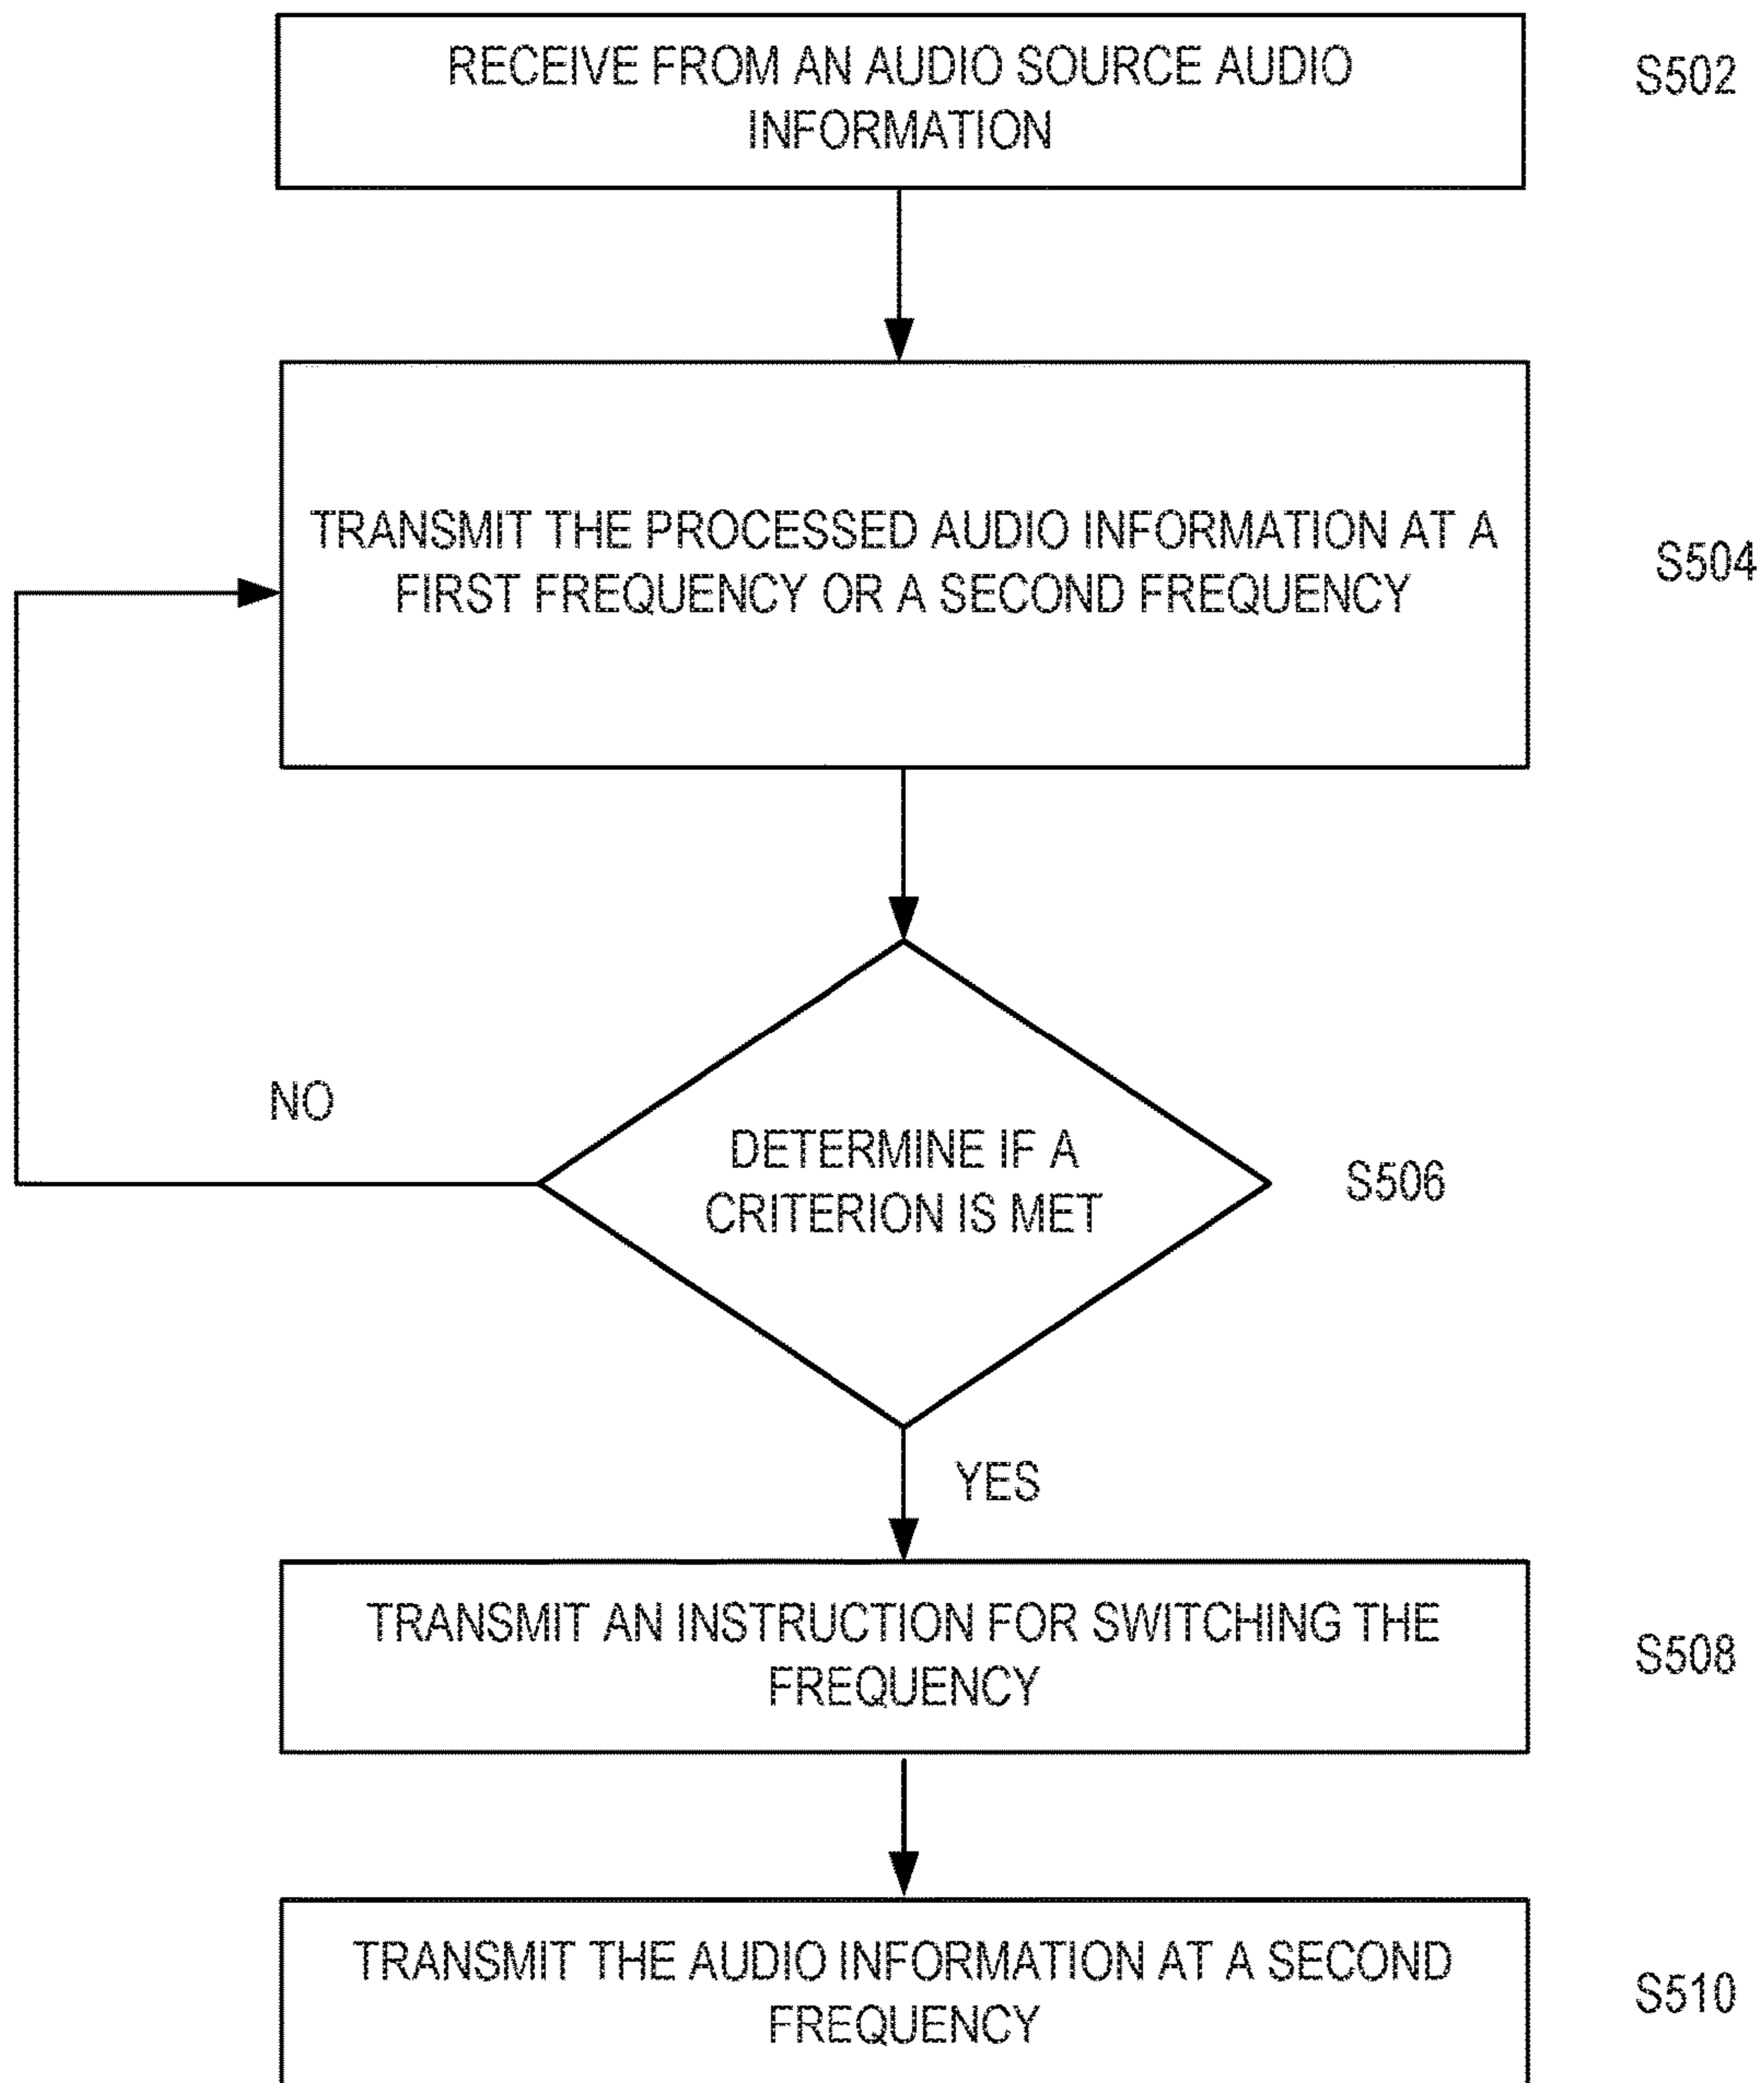 RECEIVE FROM AN AUDIO SOURCE AUDIO
INFORMATION
S502
TRANSMIT THE PROCESSED AUDIO INFORMATION AT A
FIRST FREQUENCY OR A SECOND FREQUENCY
S504
NO
DETERMINE IF A
CRITERION IS MET
S506
YES
TRANSMIT AN INSTRUCTION FOR SWITCHING THE
FREQUENCY
S508
TRANSMIT THE AUDIO INFORMATION AT A SECOND
FREQUENCY
S510